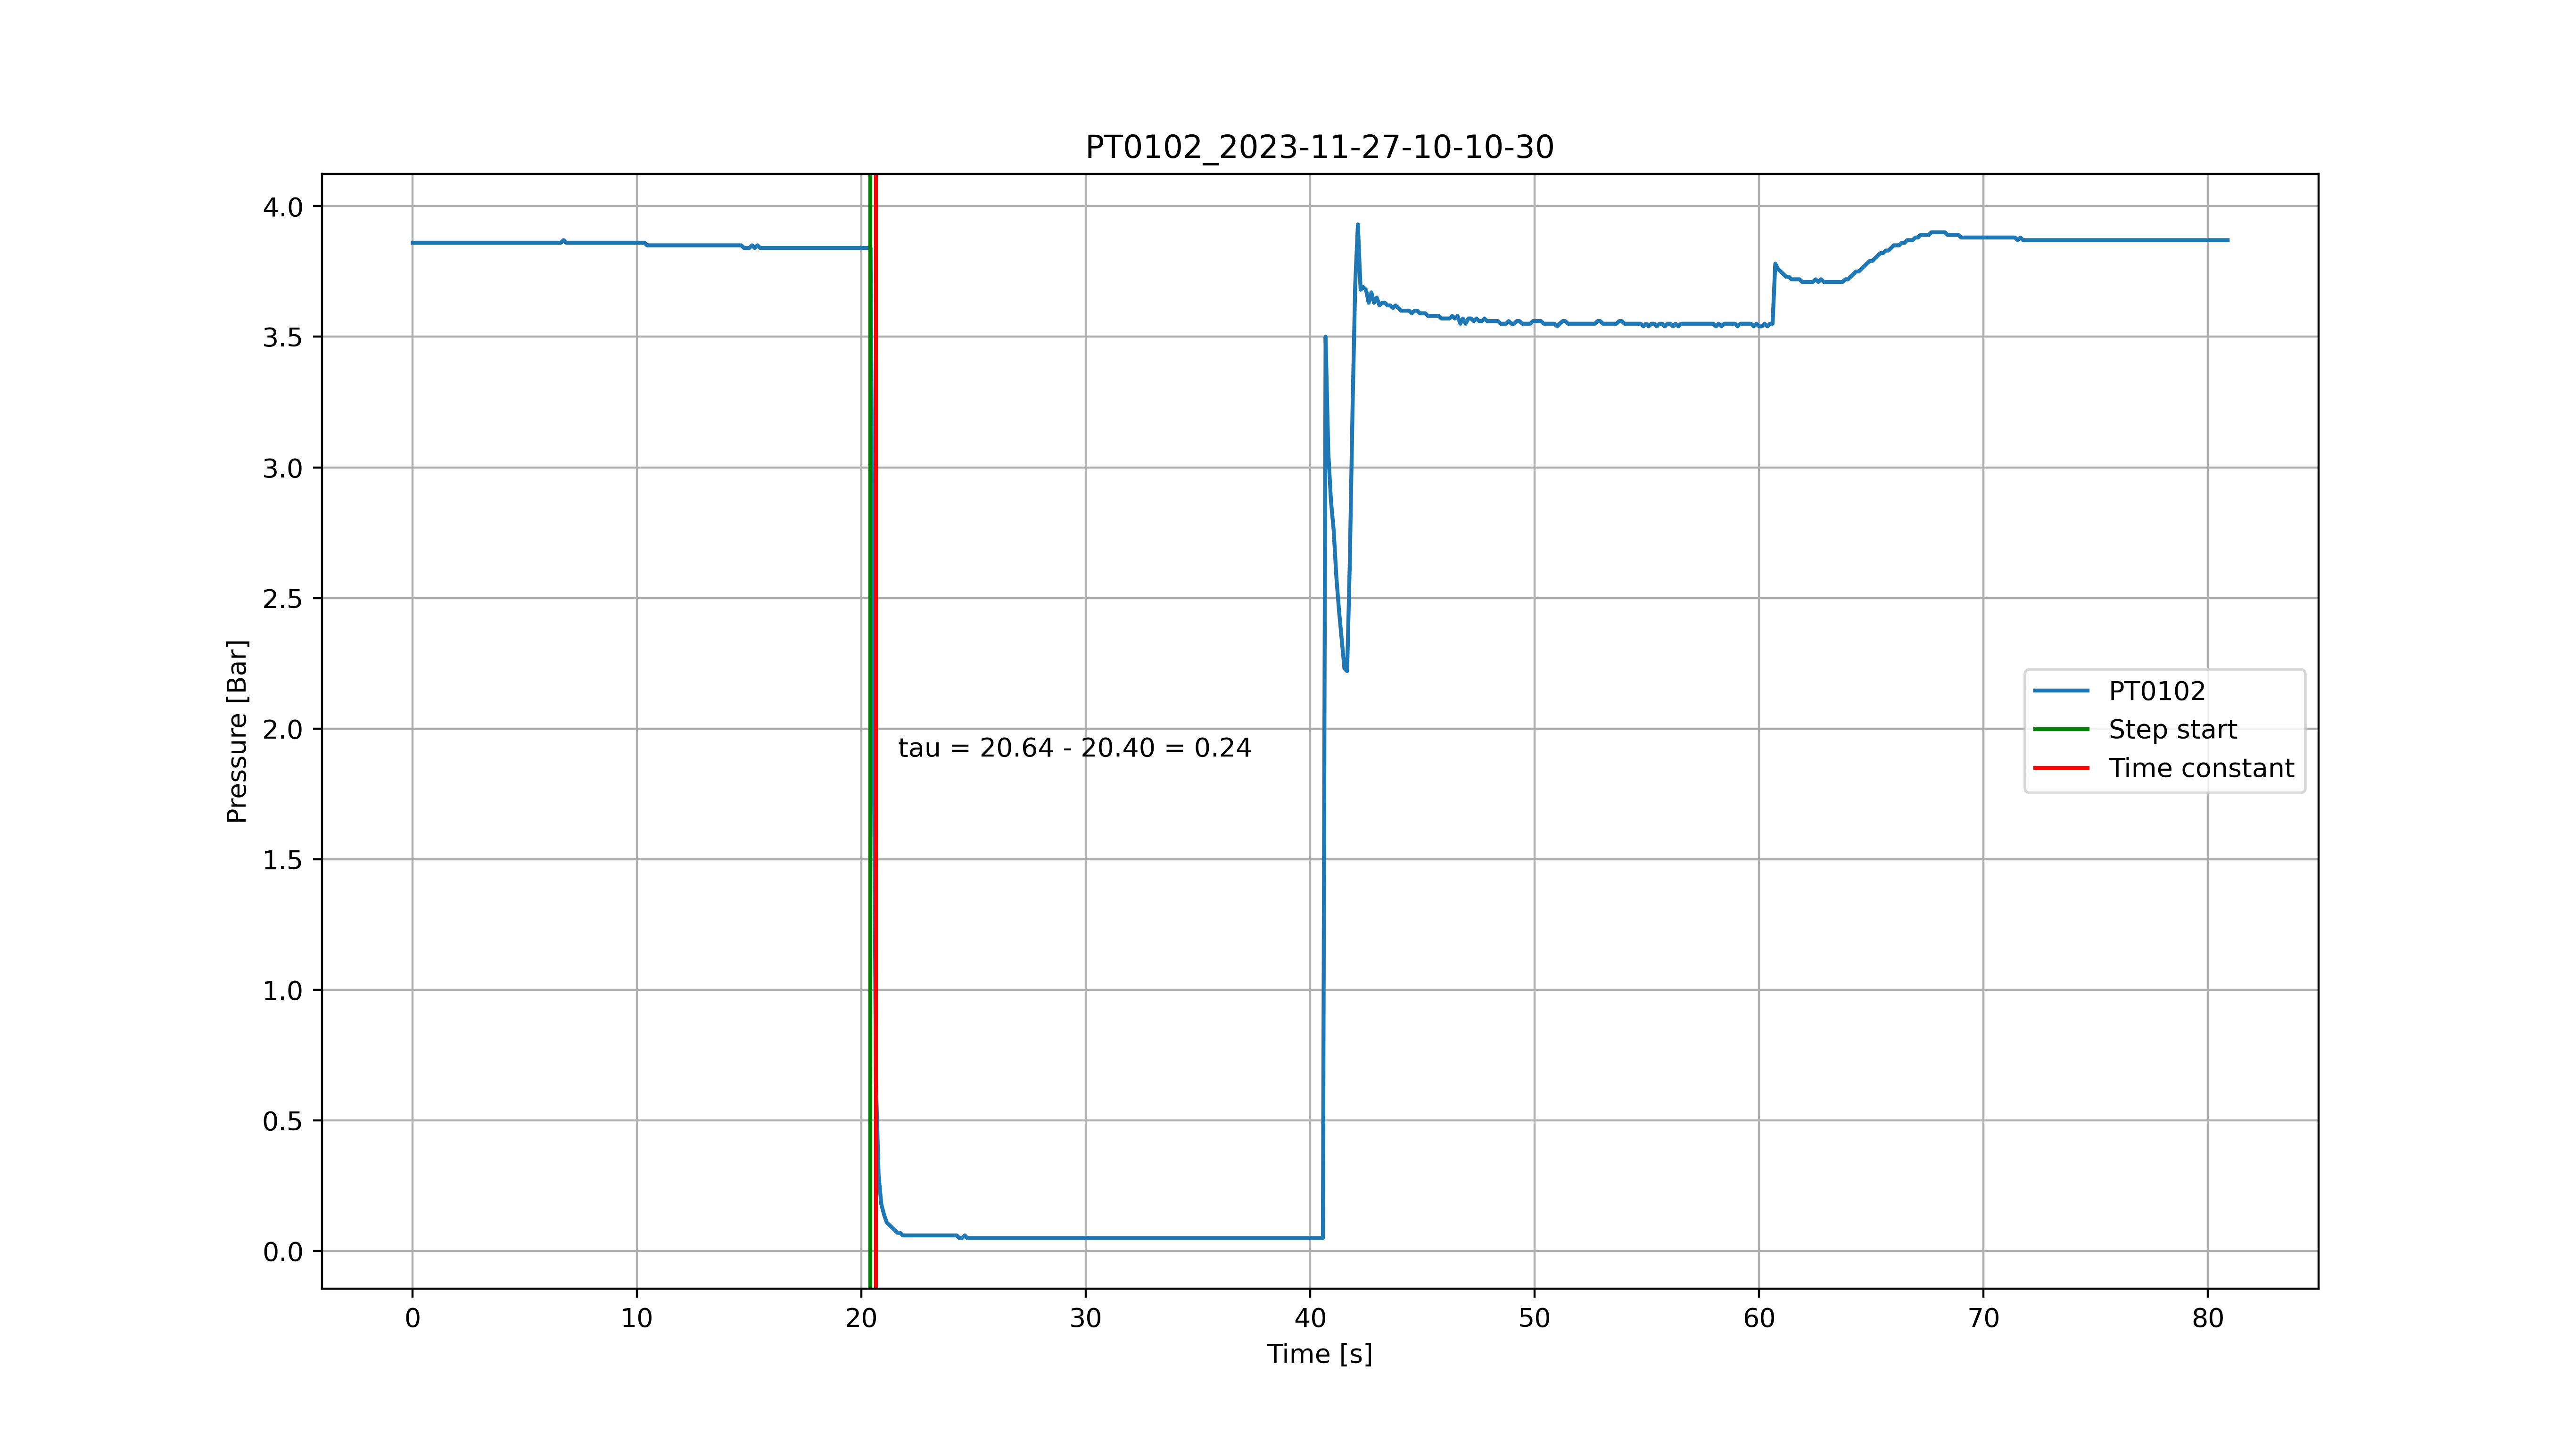 PT0102_2023-11-27-10-10-30
4.0
3.5
3.0
2.5
2.0
1.5
1.0
0.5
0.0
Pressure [Bar]
tau = 20.64 - 20.40 = 0.24
PT0102
Step start
Time constant
0 10 20 30 40 50 60 70 80
Time [s]